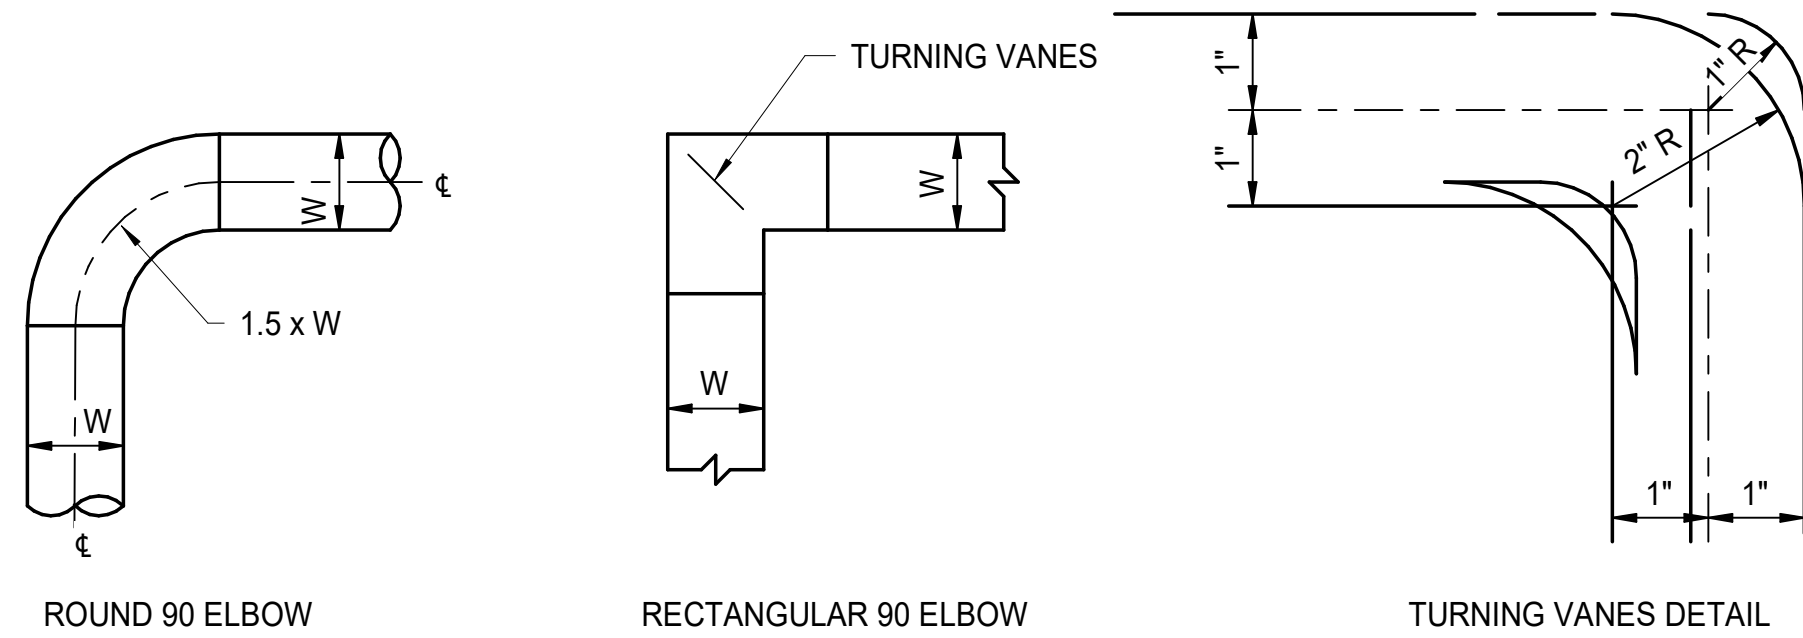 TURNING VANES
1"
1" R
1"
2" R
W
℄
W
1.5 x W
W
W
1"
1"
℄
ROUND 90 ELBOW
RECTANGULAR 90 ELBOW
TURNING VANES DETAIL